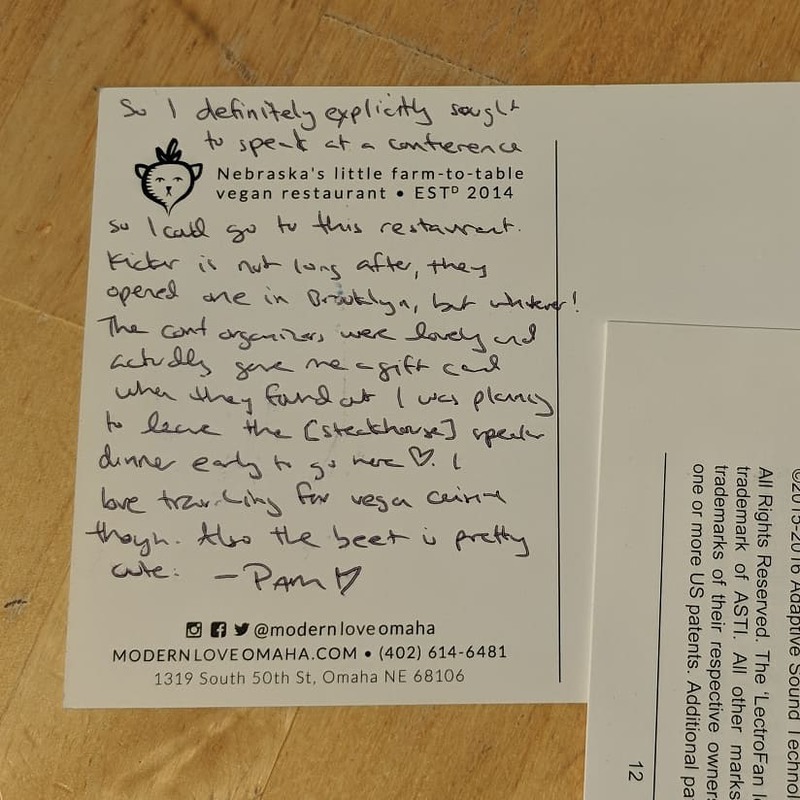 So I definitely explicitly sought
to speak at a conference
Nebraska's little farm-to-table
vegan restaurant • ESTD 2014
so I could go to this restaurant.
Kicker is not long after, they
opened one in Brooklyn, but whatever!
The conf organizers were lovely and
actually gave me a gift card
when they found out I was planning
to leave the [steakhouse] speaker
dinner early to go here ♡. I
love travelling for vegan cuisine
though. Also the beet is pretty
cute. — PAM ♡
@modernloveomaha
MODERNLOVEOMAHA.COM • (402) 614-6481
1319 South 50th St, Omaha NE 68106
©2015-2016 Adaptive Sound Technol
All Rights Reserved. The 'LectroFan l
trademark of ASTI. All other marks
trademarks of their respective owner
one or more US patents. Additional pa
12